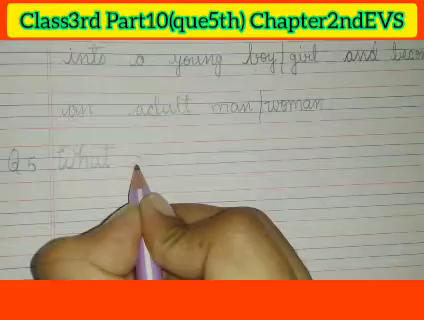 Class3rd Part10(que5th) Chapter2ndEVS
into a young boy/girl and becom
an adult man/woman
Q5 What